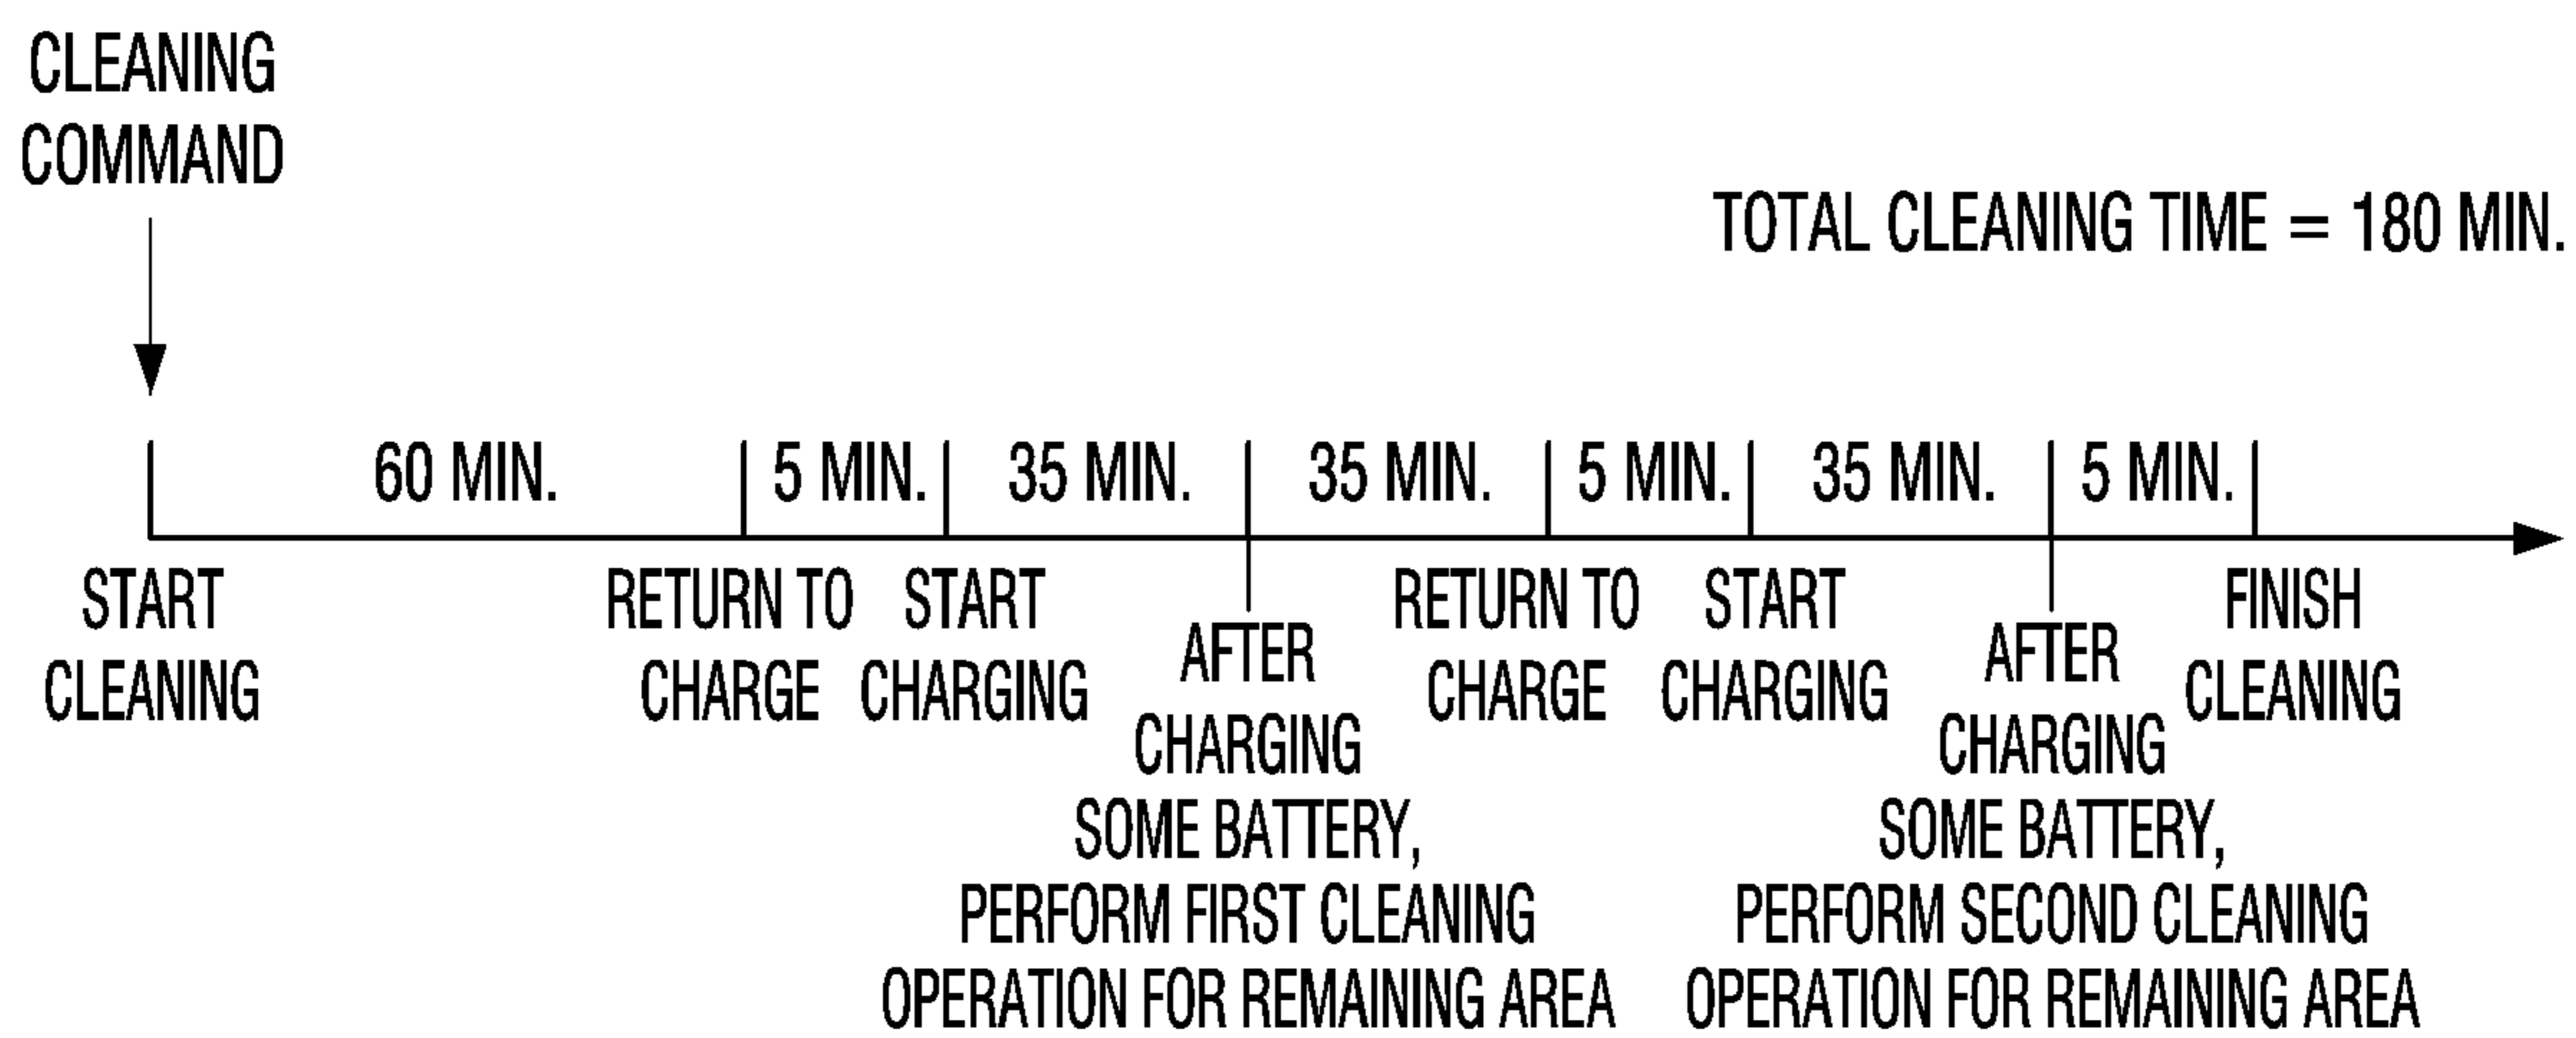 CLEANING
COMMAND
TOTAL CLEANING TIME = 180 MIN.
60 MIN.
5 MIN.
35 MIN.
35 MIN.
5 MIN.
35 MIN.
5 MIN.
START
CLEANING
RETURN TO
CHARGE
START
CHARGING
AFTER
CHARGING
SOME BATTERY,
PERFORM FIRST CLEANING
OPERATION FOR REMAINING AREA
RETURN TO
CHARGE
START
CHARGING
AFTER
CHARGING
SOME BATTERY,
PERFORM SECOND CLEANING
OPERATION FOR REMAINING AREA
FINISH
CLEANING